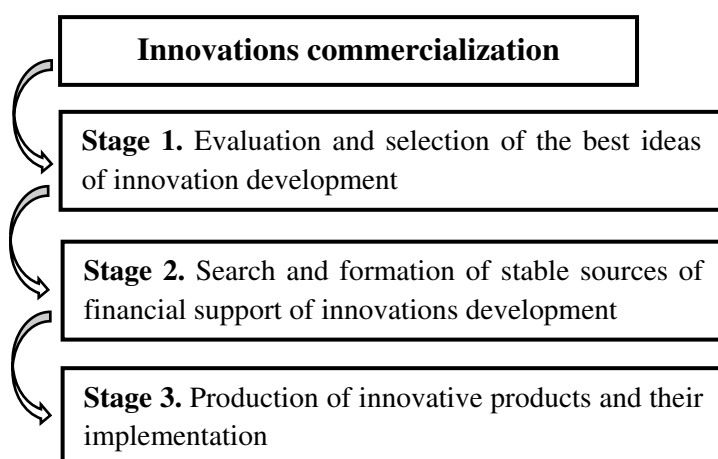 Innovations commercialization
Stage 1. Evaluation and selection of the best ideas
of innovation development
Stage 2. Search and formation of stable sources of
financial support of innovations development
Stage 3. Production of innovative products and their
implementation